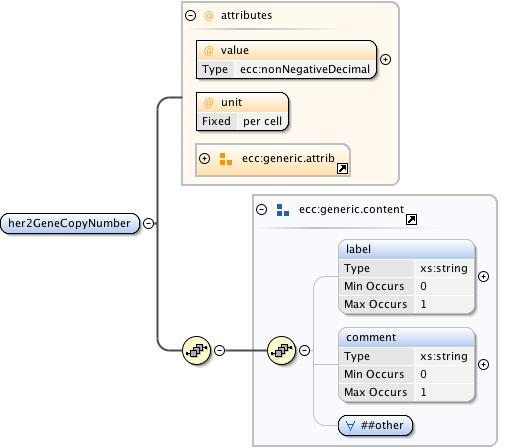 attributes
@ value
Type ecc:nonNegativeDecimal
@ unit
Fixed per cell
ecc:generic.attrib
her2GeneCopyNumber
ecc:generic.content
label
Type xs:string
Min Occurs 0
Max Occurs 1
comment
Type xs:string
Min Occurs 0
Max Occurs 1
∀ ##other